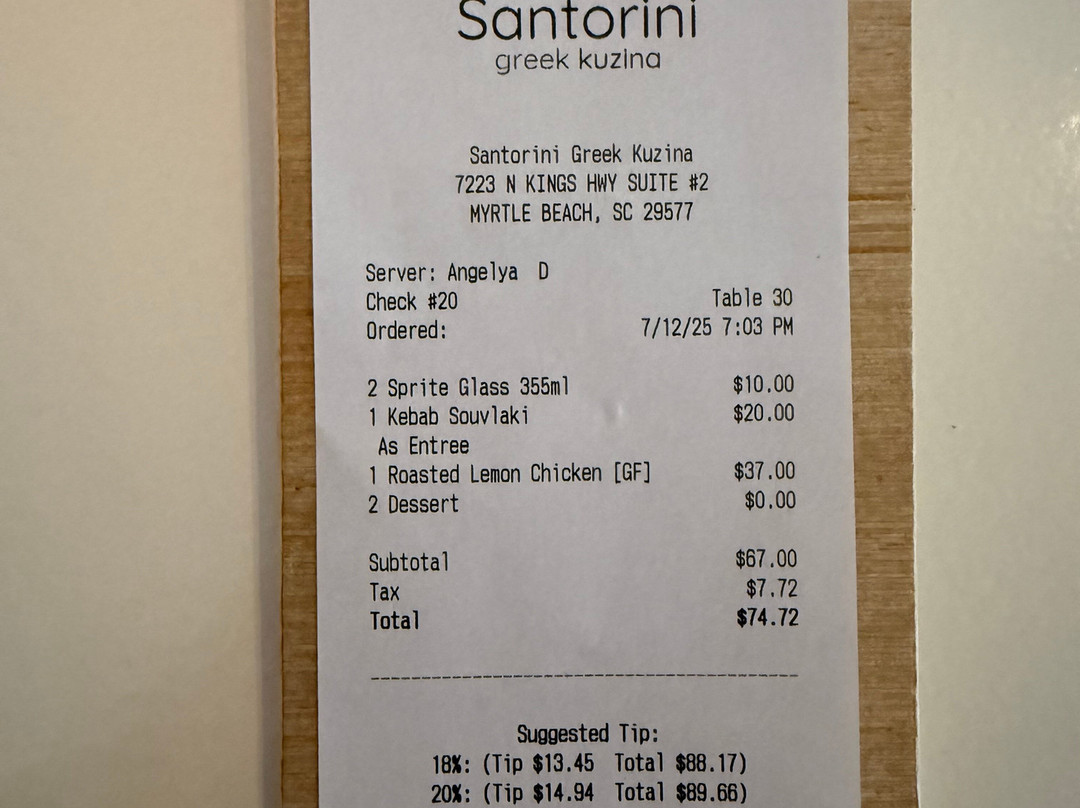 Santorini
greek kuzina
Santorini Greek Kuzina
7223 N KINGS HWY SUITE #2
MYRTLE BEACH, SC 29577
Server: Angelya D
Check #20 Table 30
Ordered: 7/12/25 7:03 PM
2 Sprite Glass 355ml $10.00
1 Kebab Souvlaki $20.00
As Entree
1 Roasted Lemon Chicken [GF] $37.00
2 Dessert $0.00
Subtotal $67.00
Tax $7.72
Total $74.72
Suggested Tip:
18%: (Tip $13.45 Total $88.17)
20%: (Tip $14.94 Total $89.66)